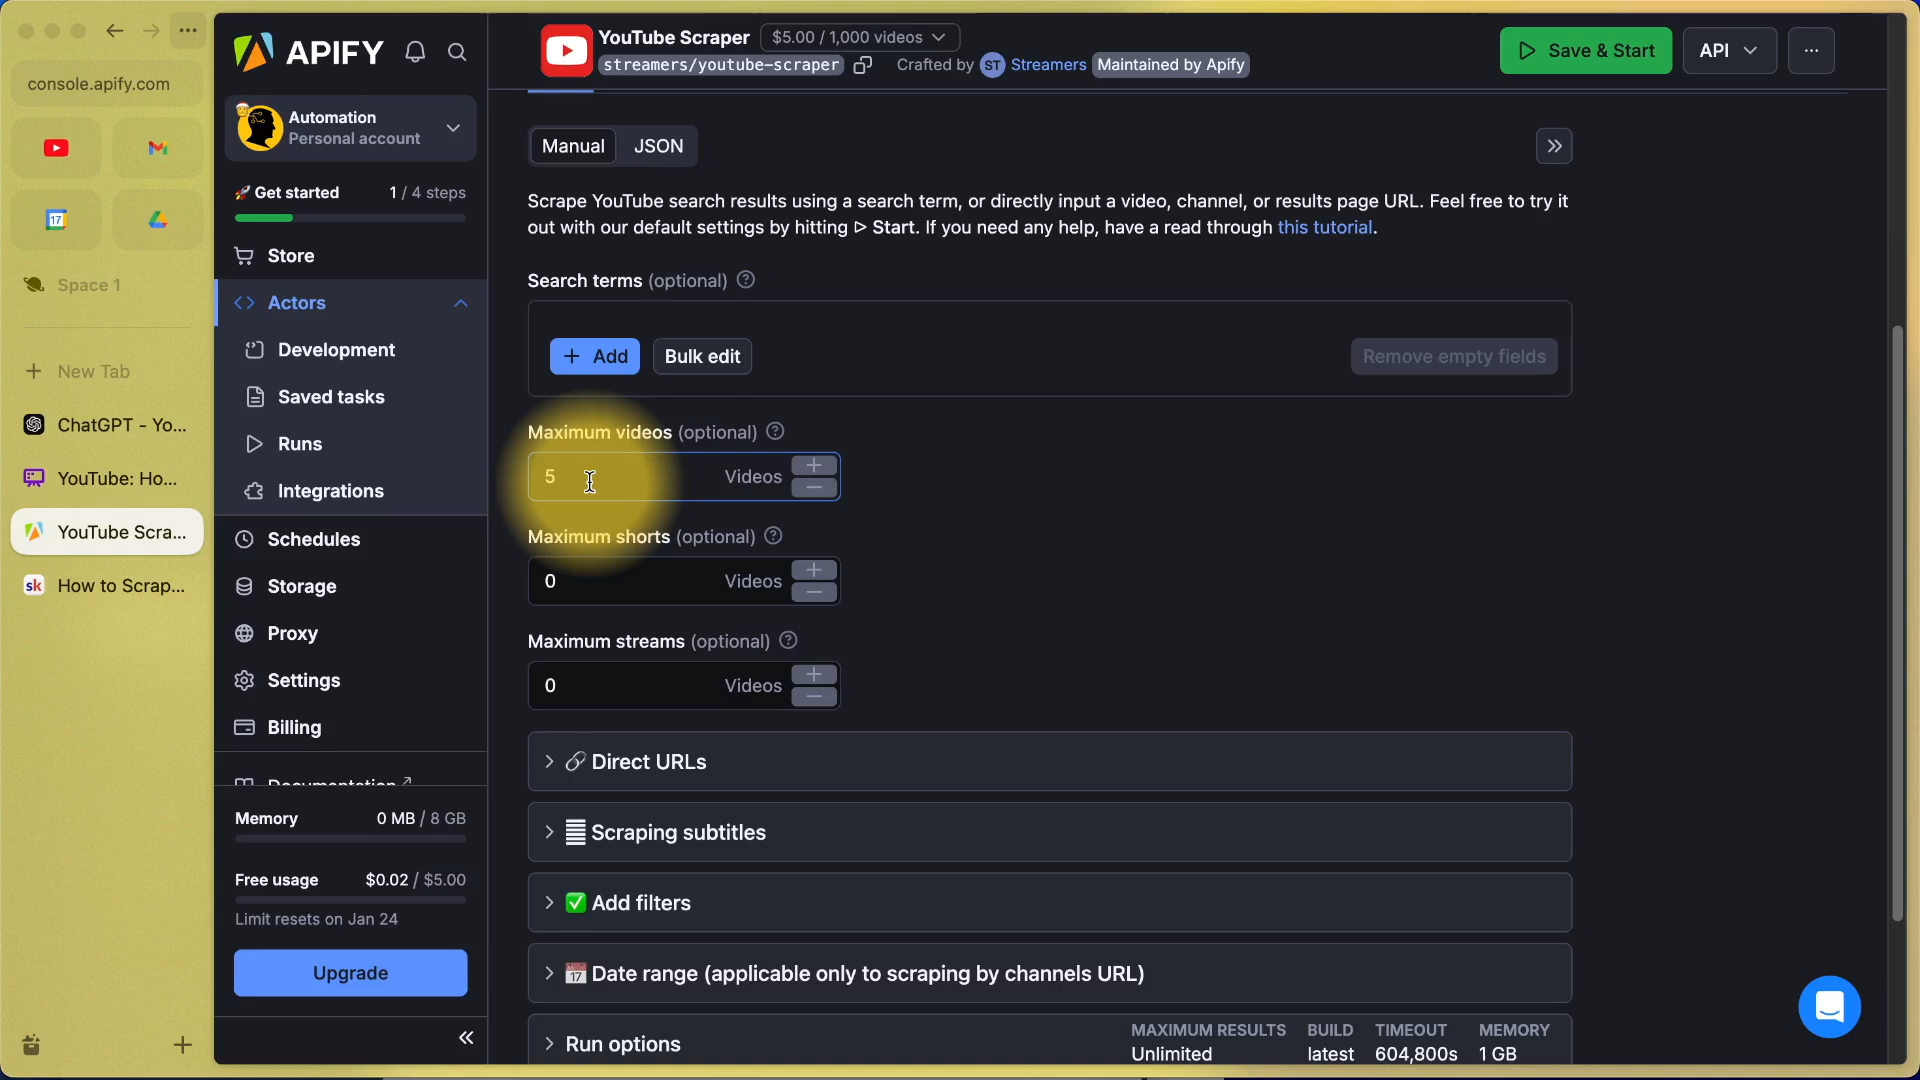 console.apify.com
17
Space 1
New Tab
ChatGPT - Yo...
YouTube: Ho...
YouTube Scra...
sk How to Scrap...
APIFY
Automation
Personal account
Get started 1 / 4 steps
Store
Actors
Development
Saved tasks
Runs
Integrations
Schedules
Storage
Proxy
Settings
Billing
Documentation
Memory 0 MB / 8 GB
Free usage $0.02 / $5.00
Limit resets on Jan 24
Upgrade
YouTube Scraper $5.00 / 1,000 videos
streamers/youtube-scraper Crafted by ST Streamers Maintained by Apify
Save & Start
API
Manual JSON
Scrape YouTube search results using a search term, or directly input a video, channel, or results page URL. Feel free to try it
out with our default settings by hitting ▷ Start. If you need any help, have a read through this tutorial.
Search terms (optional) ?
+ Add Bulk edit Remove empty fields
Maximum videos (optional) ?
5 Videos
Maximum shorts (optional) ?
0 Videos
Maximum streams (optional) ?
0 Videos
Direct URLs
Scraping subtitles
Add filters
17 Date range (applicable only to scraping by channels URL)
Run options
MAXIMUM RESULTS BUILD TIMEOUT MEMORY
Unlimited latest 604,800s 1 GB